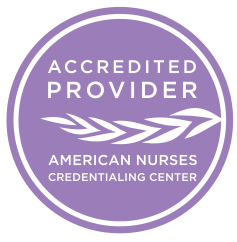 ACCREDITED
PROVIDER
AMERICAN NURSES
CREDENTIALING CENTER